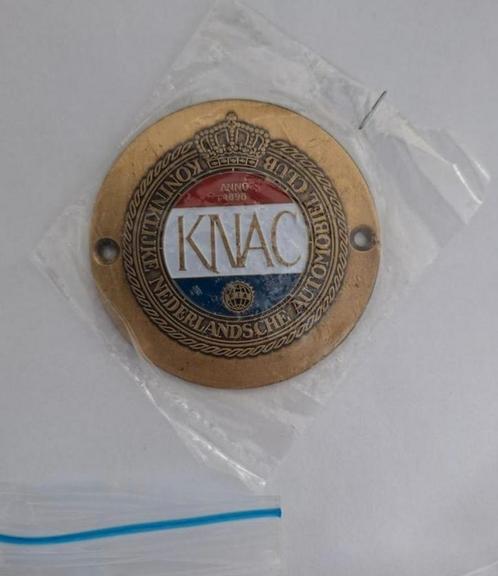 ANNO
1898
KNAC
KONINKLIJKE NEDERLANDSCHE AUTOMOBIEL CLUB